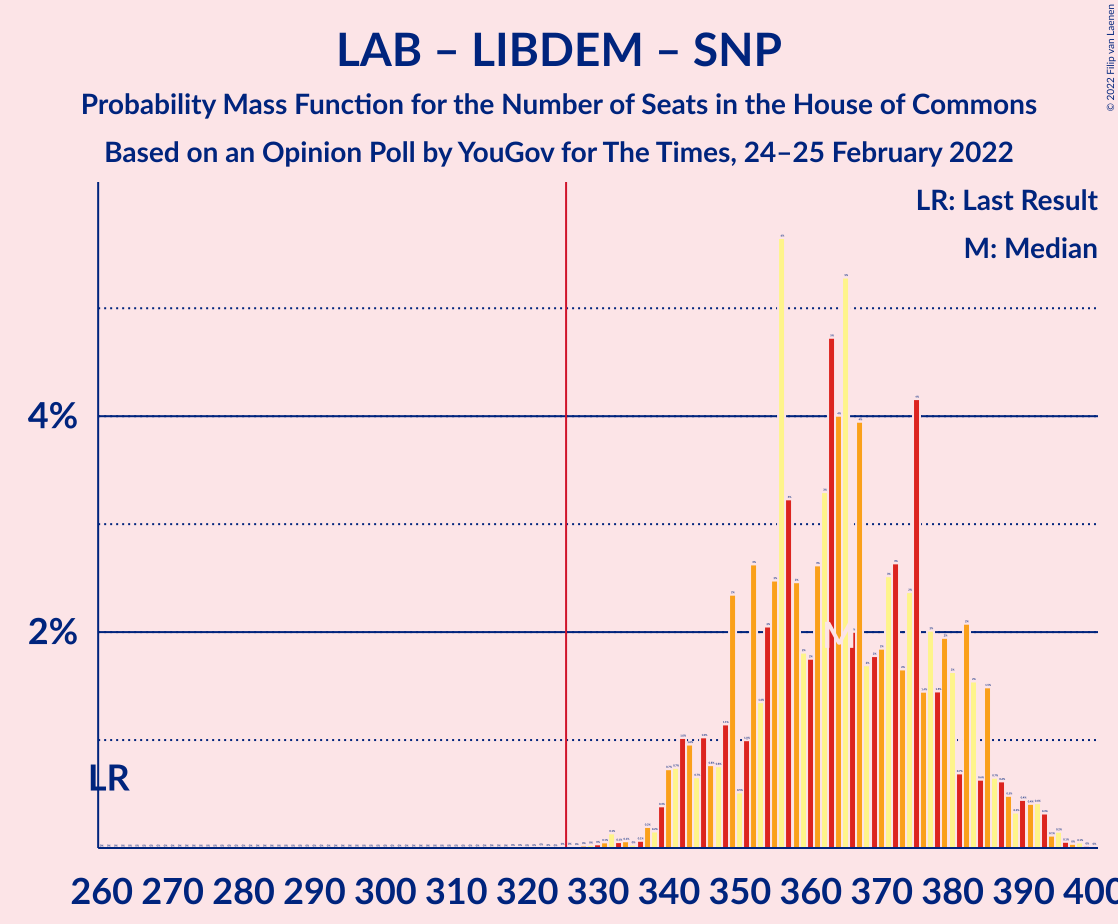 LAB – LIBDEM – SNP
Probability Mass Function for the Number of Seats in the House of Commons
Based on an Opinion Poll by YouGov for The Times, 24–25 February 2022
© 2022 Filip van Laenen
LR: Last Result
M: Median
4%
2%
LR
M
260 270 280 290 300 310 320 330 340 350 360 370 380 390 400